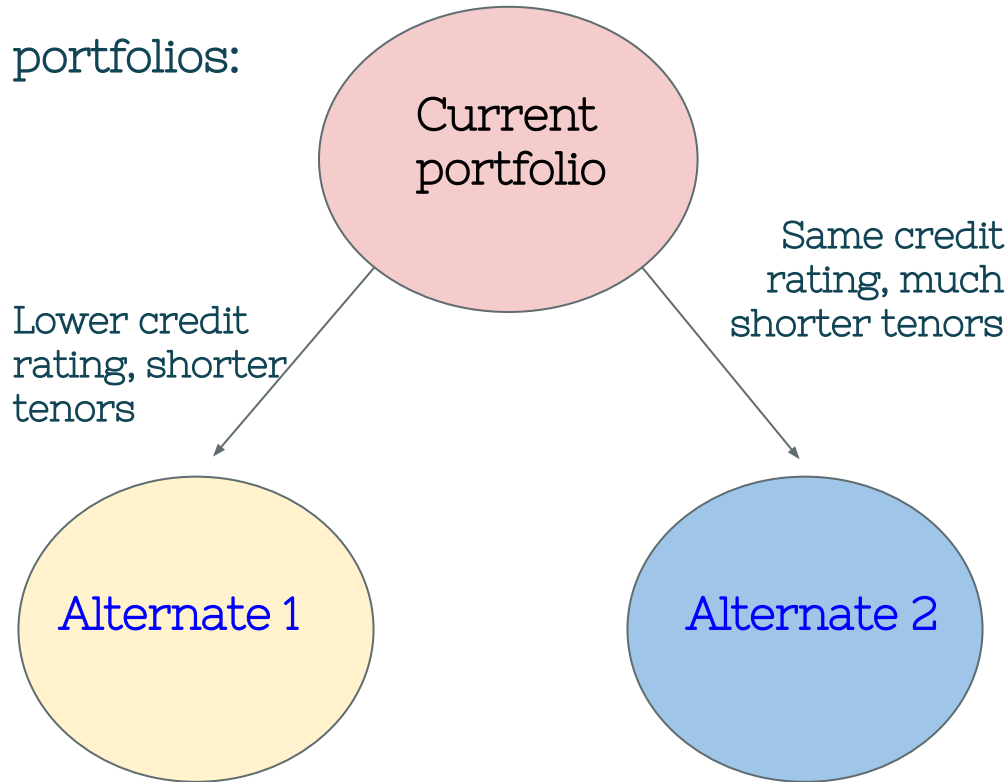 portfolios:
Current
portfolio
Same credit
rating, much
shorter tenors
Lower credit
rating, shorter
tenors
Alternate 1
Alternate 2